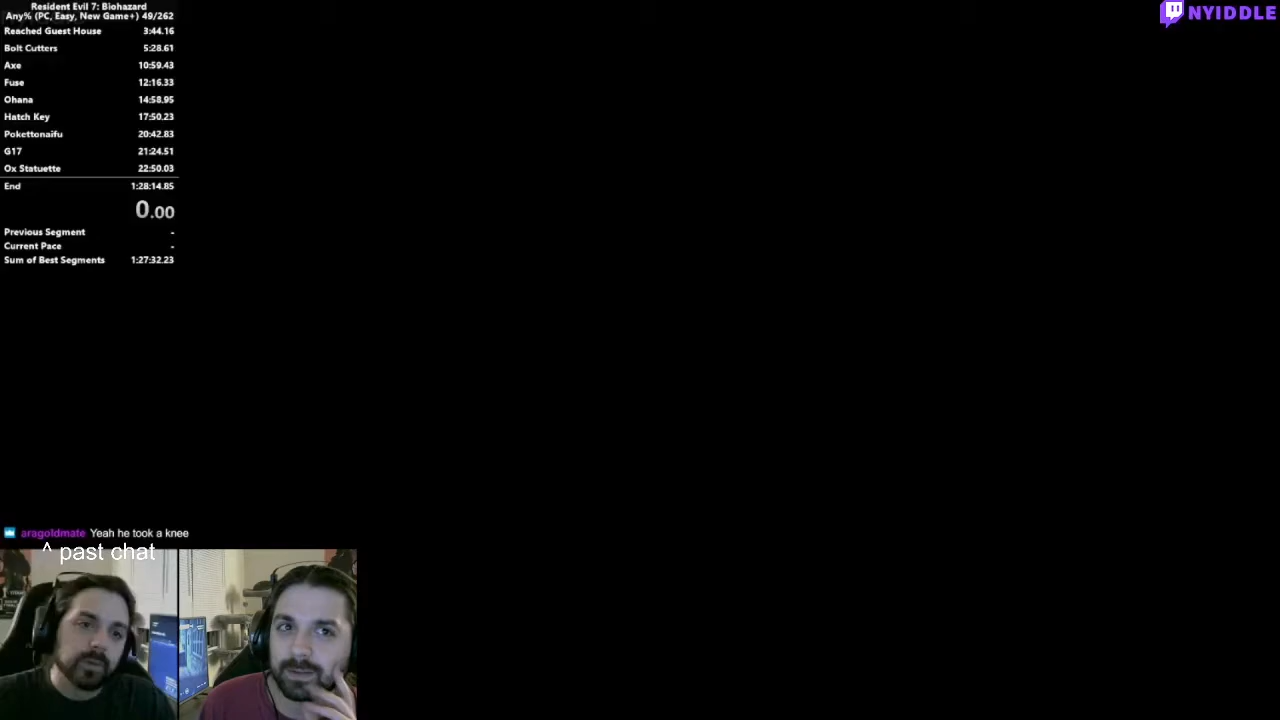 Resident Evil 7: Biohazard
Any% (PC, Easy, New Game+) 49/262
Reached Guest House 3:44.16
Bolt Cutters 5:28.61
Axe 10:59.43
Fuse 12:16.33
Ohana 14:58.95
Hatch Key 17:50.23
Pokettonaifu 20:42.83
G17 21:24.51
Ox Statuette 22:50.03
End 1:28:14.85
0.00
Previous Segment -
Current Pace -
Sum of Best Segments 1:27:32.23
NYIDDLE
aragoldmate Yeah he took a knee
^ past chat